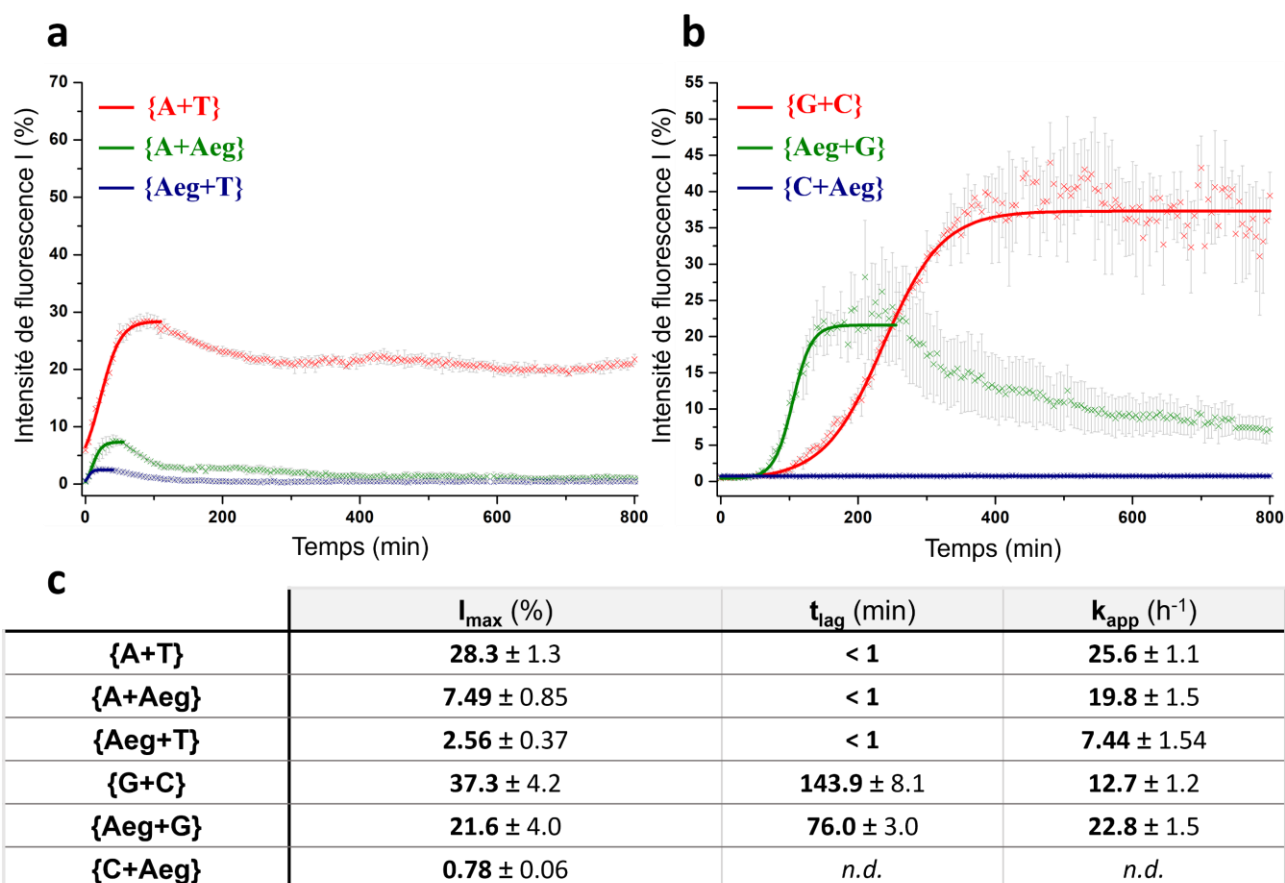 a
Intensité de fluorescence I (%)
70
60
50
40
30
20
10
0
{A+T}
{A+Aeg}
{Aeg+T}
0 200 400 600 800
Temps (min)
b
Intensité de fluorescence I (%)
55
50
45
40
35
30
25
20
15
10
5
0
{G+C}
{Aeg+G}
{C+Aeg}
0 200 400 600 800
Temps (min)
c
Imax (%) tlag (min) kapp (h-1)
{A+T} 28.3 ± 1.3 < 1 25.6 ± 1.1
{A+Aeg} 7.49 ± 0.85 < 1 19.8 ± 1.5
{Aeg+T} 2.56 ± 0.37 < 1 7.44 ± 1.54
{G+C} 37.3 ± 4.2 143.9 ± 8.1 12.7 ± 1.2
{Aeg+G} 21.6 ± 4.0 76.0 ± 3.0 22.8 ± 1.5
{C+Aeg} 0.78 ± 0.06 n.d. n.d.